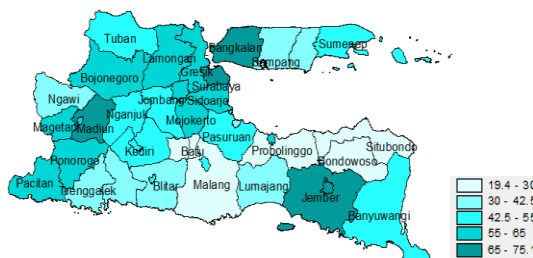 Tuban
Bangkalan
Sampang
Sumenep
Lamongan
Gresik
Bojonegoro
Surabaya
Ngawi
Jombang
Sidoarjo
Nganjuk
Magetan
Madiun
Mojokerto
Pasuruan
Ponorogo
Kediri
Batu
Probolinggo
Situbondo
Bondowoso
Pacitan
Trenggalek
Blitar
Malang
Lumajang
Jember
Banyuwangi
19.4 - 30
30 - 42.5
42.5 - 55
55 - 65
65 - 75.1